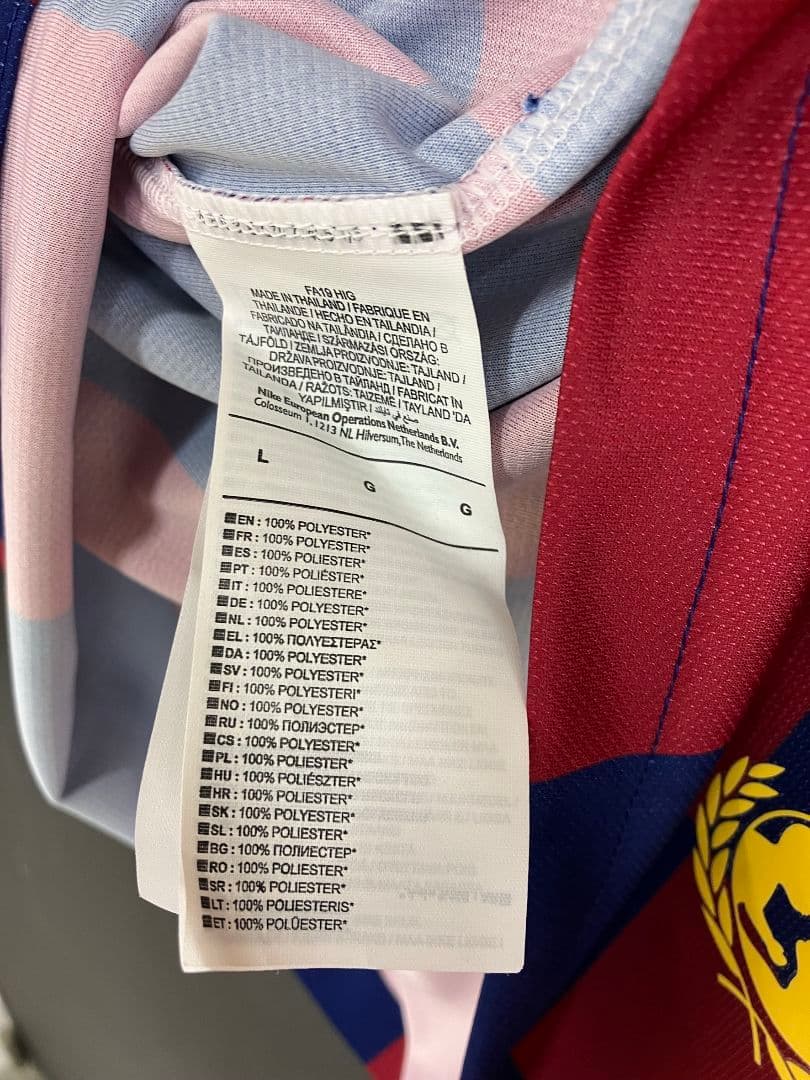 FA19 HIG
MADE IN THAILAND / FABRIQUE EN
THAILANDE / HECHO EN TAILANDIA /
FABRICADO NA TAILÂNDIA / СДЕЛАНО В
ТАИЛАНДЕ / SZÁRMAZÁSI ORSZÁG:
TÁJFÖLD / ZEMLJA PROIZVODNJE: TAJLAND /
DRŽAVA PROIZVODNJE: TAJLAND /
ПРОИЗВЕДЕНО В ТАЙЛАНД / FABRICAT ÎN
TAILANDA / RAŽOTS: TAIZEMĒ / TAYLAND 'DA
YAPILMIŞTIR / صنع في تايلاند
Nike European Operations Netherlands B.V.
Colosseum 1, 1213 NL Hilversum, The Netherlands
L G G
EN : 100% POLYESTER*
FR : 100% POLYESTER*
ES : 100% POLIESTER*
PT : 100% POLIÉSTER*
IT : 100% POLIESTERE*
DE : 100% POLYESTER*
NL : 100% POLYESTER*
EL : 100% ΠΟΛΥΕΣΤΕΡΑΣ*
DA : 100% POLYESTER*
SV : 100% POLYESTER*
FI : 100% POLYESTERI*
NO : 100% POLYESTER*
RU : 100% ПОЛИЭСТЕР*
CS : 100% POLYESTER*
PL : 100% POLIESTER*
HU : 100% POLIÉSZTER*
HR : 100% POLIESTER*
SK : 100% POLYESTER*
SL : 100% POLIESTER*
BG : 100% ПОЛИЕСТЕР*
RO : 100% POLIESTER*
SR : 100% POLIESTER*
LT : 100% POLIESTERIS*
ET : 100% POLÜESTER*